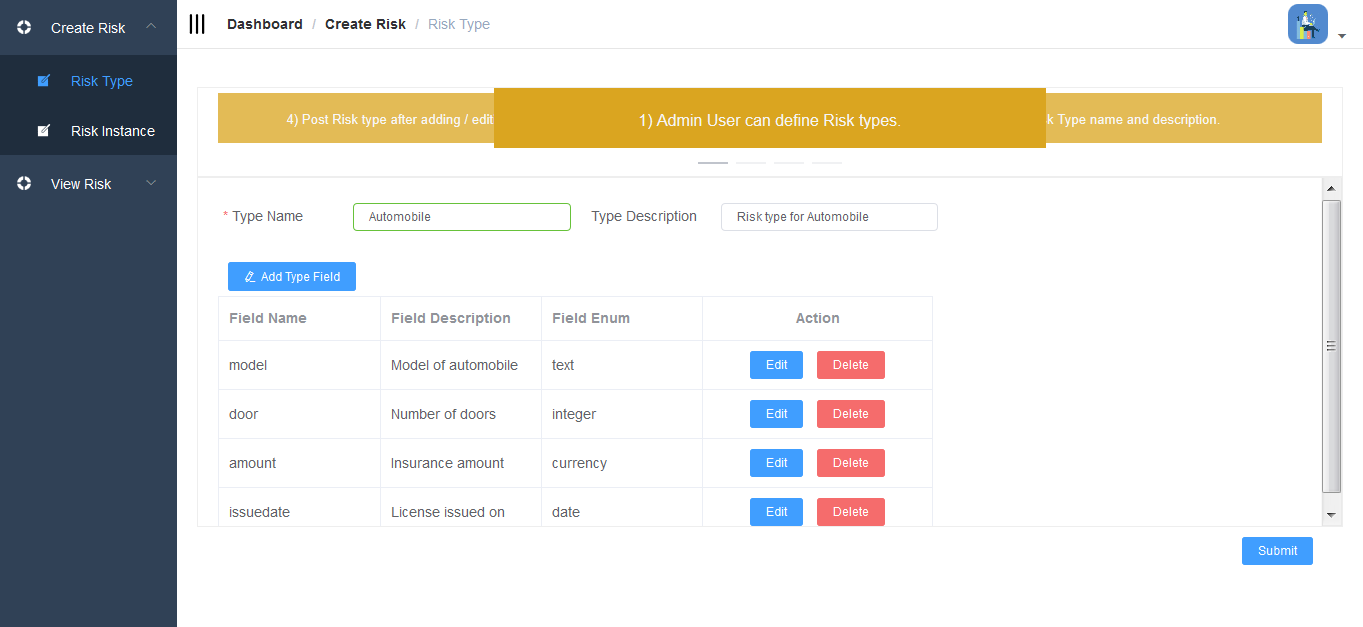 Create Risk
Risk Type
Risk Instance
View Risk
Dashboard / Create Risk / Risk Type
4) Post Risk type after adding / edit
1) Admin User can define Risk types.
Type name and description.
* Type Name
Automobile
Type Description
Risk type for Automobile
Add Type Field
Field Name Field Description Field Enum Action
model Model of automobile text Edit Delete
door Number of doors integer Edit Delete
amount Insurance amount currency Edit Delete
issuedate License issued on date Edit Delete
Submit